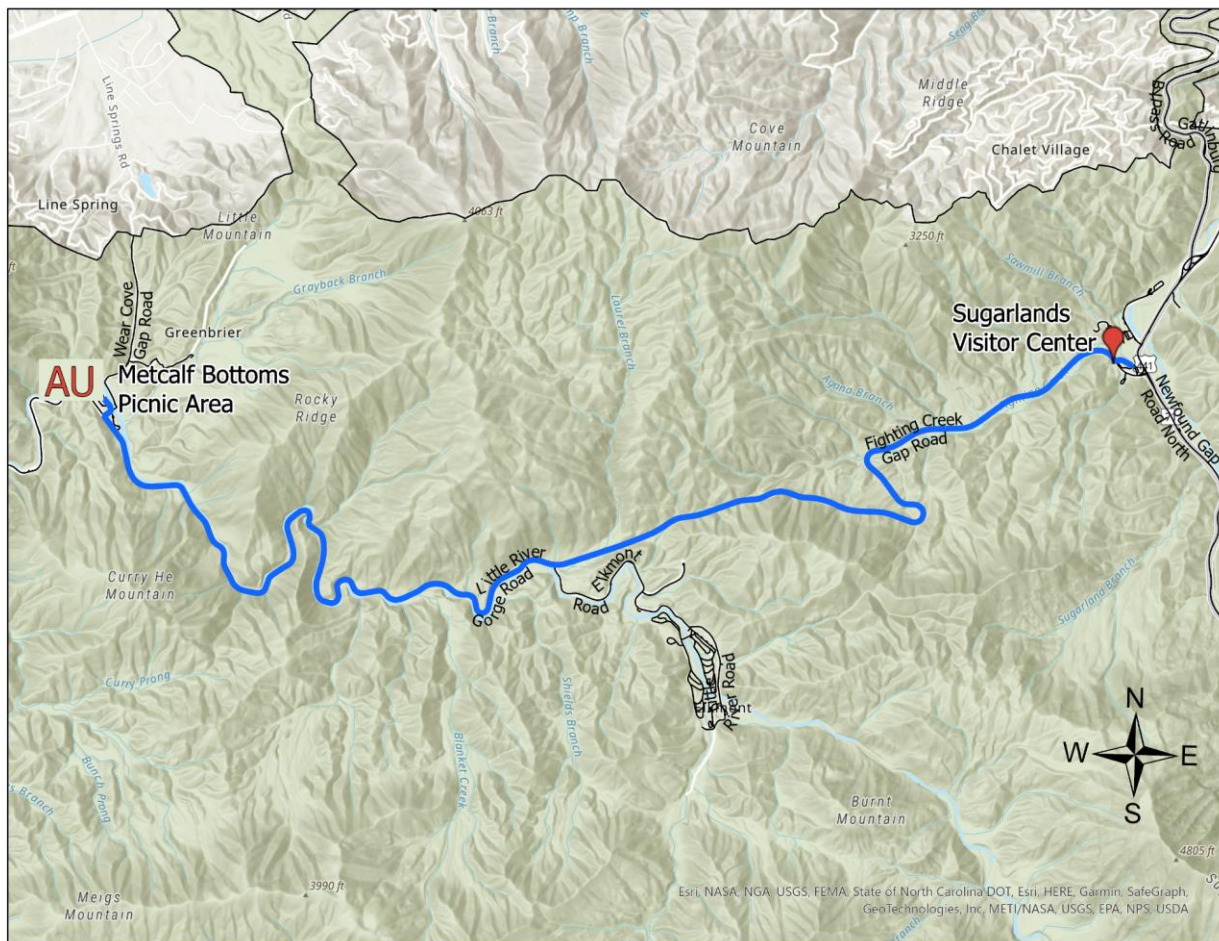 Line Springs Rd
Line Spring
Little
Mountain
4063 ft
Cove
Mountain
Middle
Ridge
Chalet Village
Bypass Road
Gatlinburg
3250 ft
Sawmill Branch
Grayback Branch
Greenbrier
Wear Cove
Gap Road
Laurel Branch
Sugarlands
Visitor Center
AU
Metcalf Bottoms
Picnic Area
Rocky
Ridge
Agana Branch
Fighting Creek
Gap Road
Newfound Gap
Road North
Little River
Gorge Road
Elkmont
Road
Curry He
Mountain
Sugarland Branch
Curry Prong
Shields Branch
Little
River Road
Elkmont
Blanket Creek
Bunch Prong
N
W
E
S
Burnt
Mountain
4805 ft
3990 ft
Meigs
Mountain
Esri, NASA, NGA, USGS, FEMA, State of North Carolina DOT, Esri, HERE, Garmin, SafeGraph,
GeoTechnologies, Inc, METI/NASA, USGS, EPA, NPS, USDA